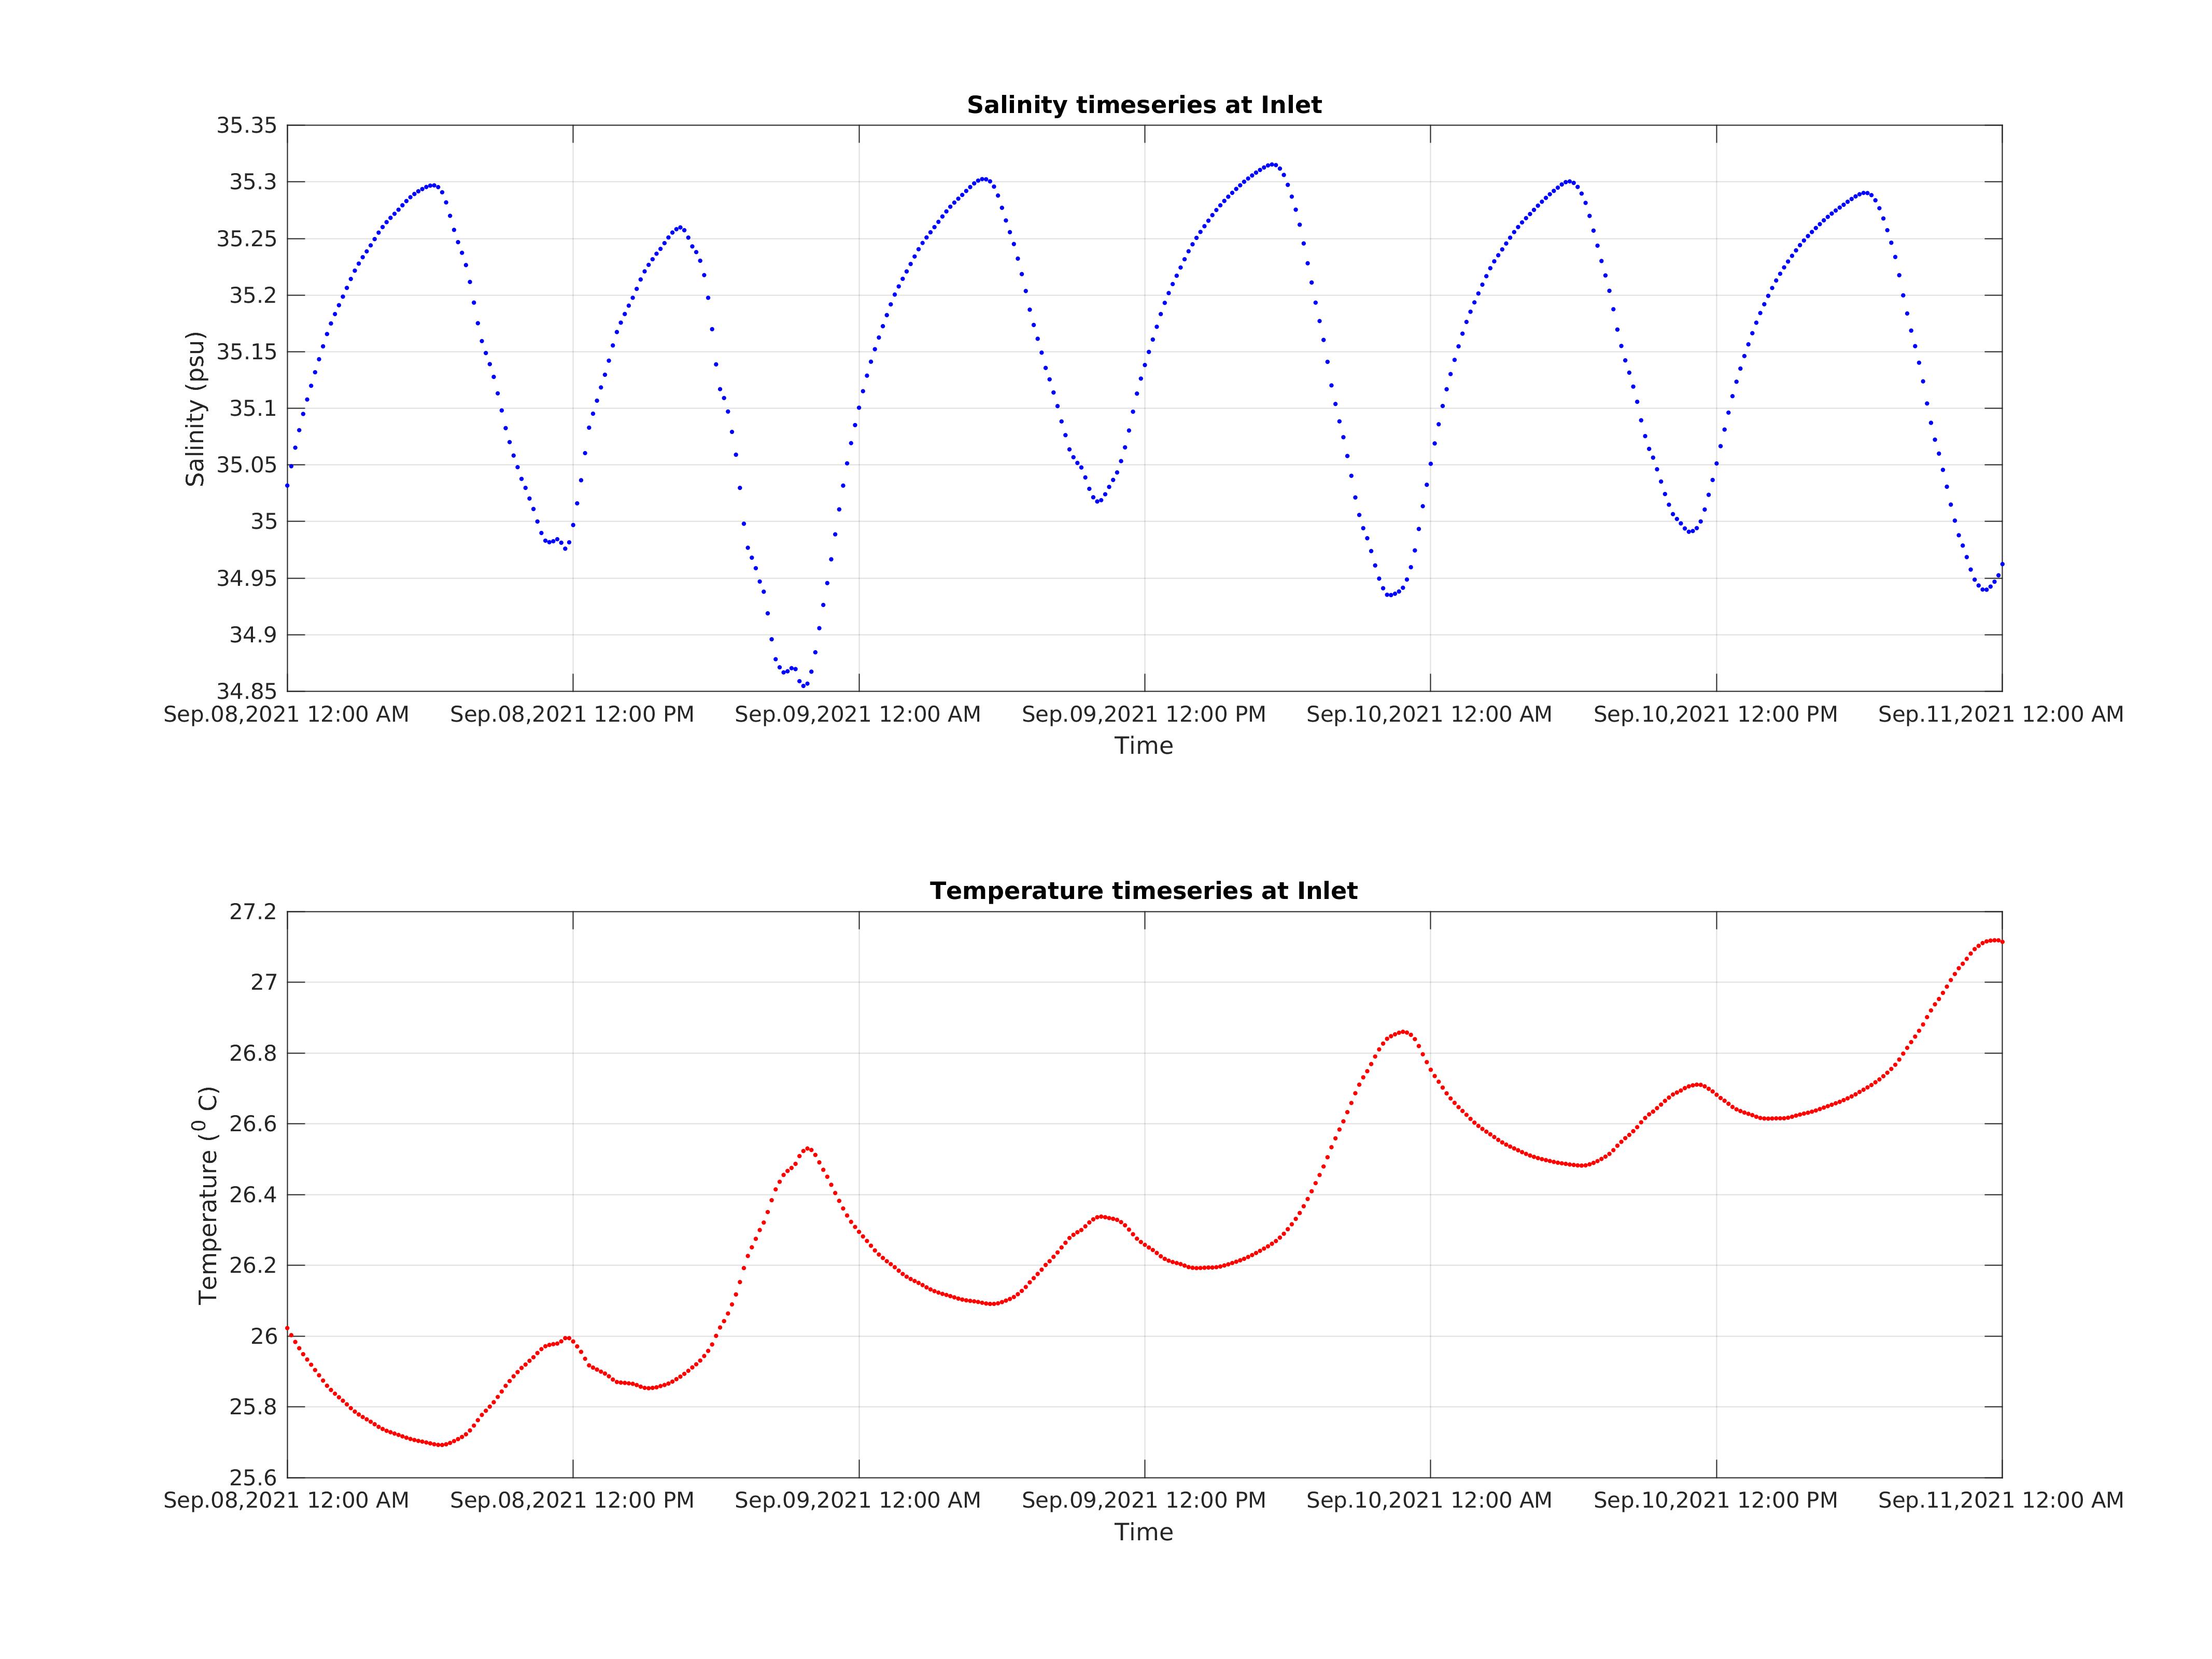 Salinity timeseries at Inlet
35.35
35.3
35.25
35.2
35.15
35.1
35.05
35
34.95
34.9
34.85
Salinity (psu)
Sep.08,2021 12:00 AM Sep.08,2021 12:00 PM Sep.09,2021 12:00 AM Sep.09,2021 12:00 PM Sep.10,2021 12:00 AM Sep.10,2021 12:00 PM Sep.11,2021 12:00 AM
Time
Temperature timeseries at Inlet
27.2
27
26.8
26.6
26.4
26.2
26
25.8
25.6
Temperature (⁰ C)
Sep.08,2021 12:00 AM Sep.08,2021 12:00 PM Sep.09,2021 12:00 AM Sep.09,2021 12:00 PM Sep.10,2021 12:00 AM Sep.10,2021 12:00 PM Sep.11,2021 12:00 AM
Time